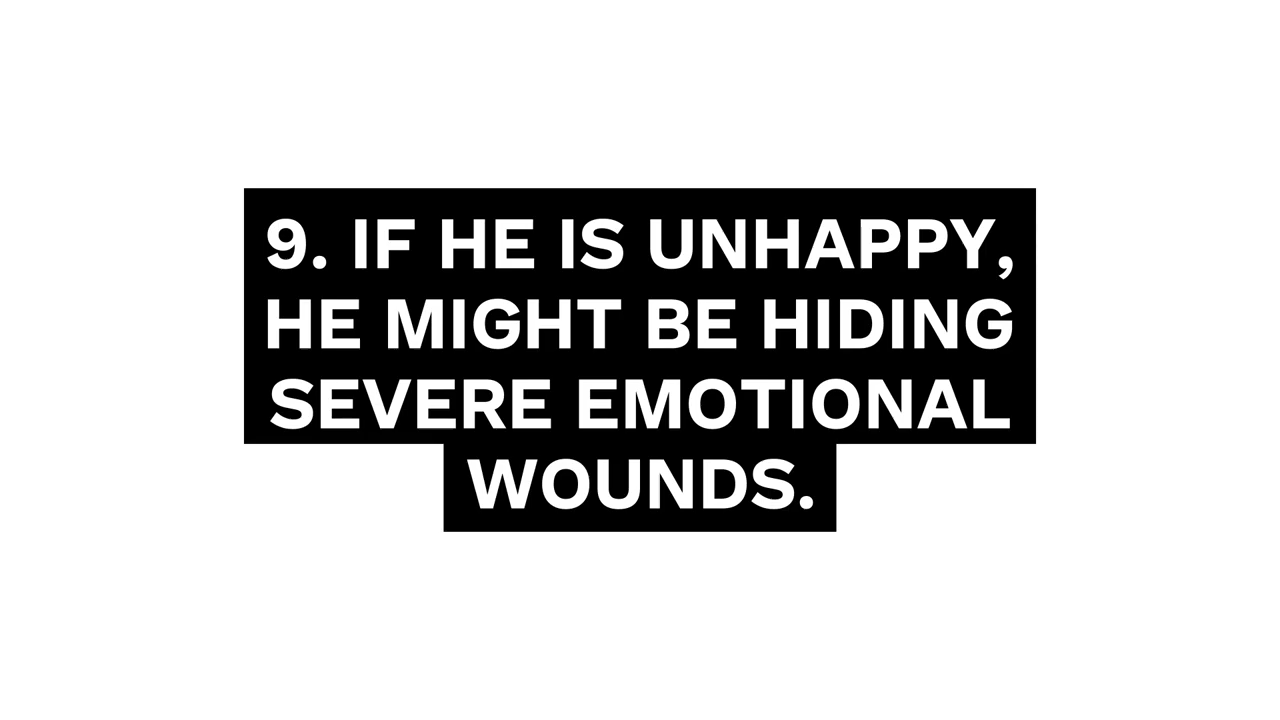 9. IF HE IS UNHAPPY,
HE MIGHT BE HIDING
SEVERE EMOTIONAL
WOUNDS.